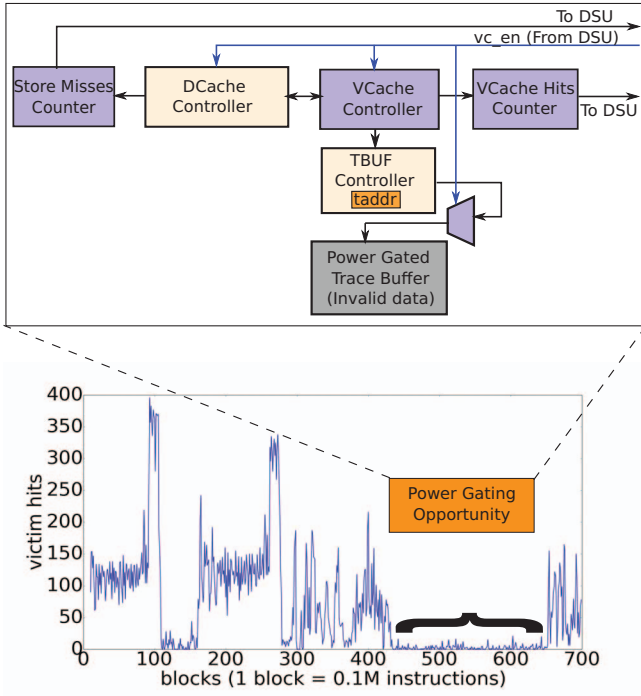 To DSU
vc_en (From DSU)
Store Misses
Counter
DCache
Controller
VCache
Controller
VCache Hits
Counter
To DSU
TBUF
Controller
taddr
Power Gated
Trace Buffer
(Invalid data)
400
350
300
250
200
150
100
50
0
victim hits
Power Gating
Opportunity
0 100 200 300 400 500 600 700
blocks (1 block = 0.1M instructions)